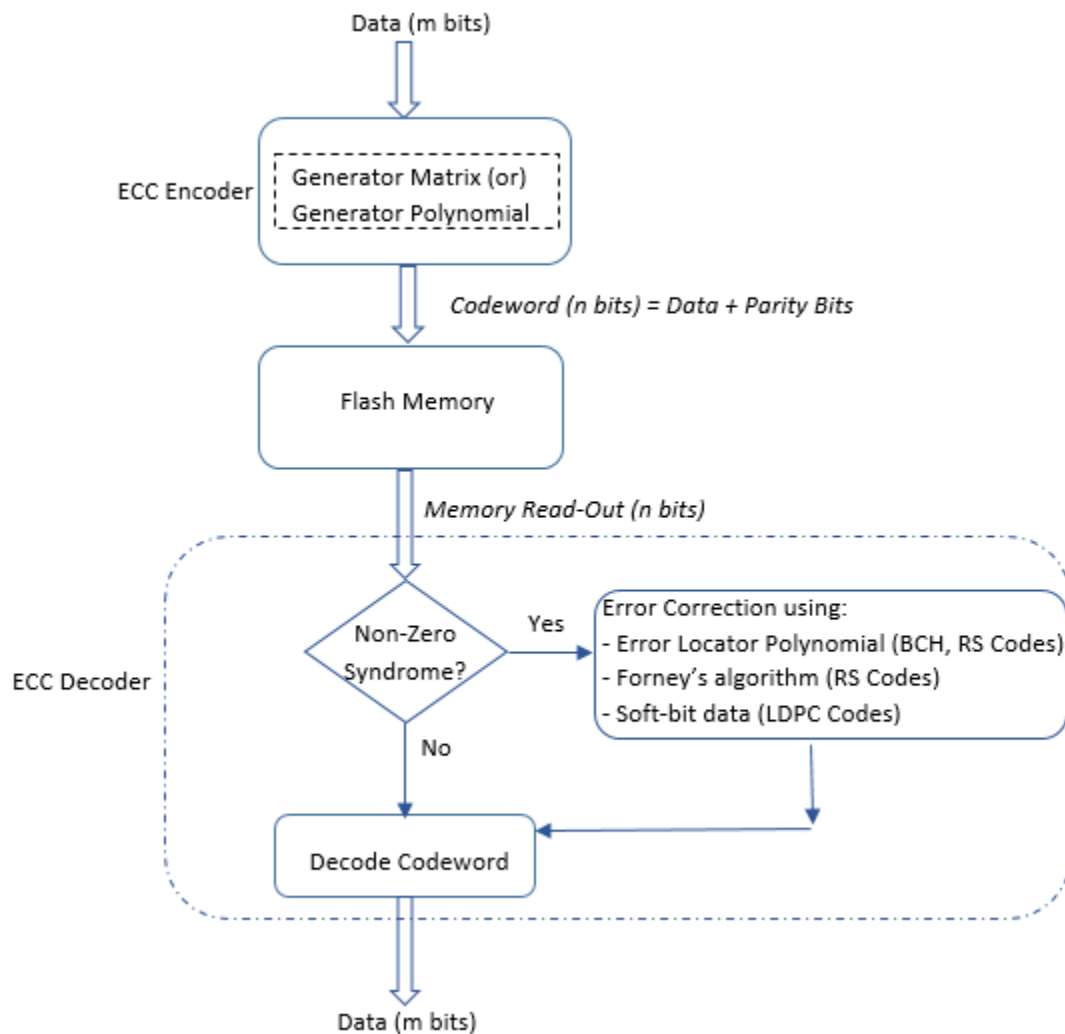 Data (m bits)
ECC Encoder
Generator Matrix (or)
Generator Polynomial
Codeword (n bits) = Data + Parity Bits
Flash Memory
Memory Read-Out (n bits)
ECC Decoder
Non-Zero
Syndrome?
Yes
Error Correction using:
- Error Locator Polynomial (BCH, RS Codes)
- Forney’s algorithm (RS Codes)
- Soft-bit data (LDPC Codes)
No
Decode Codeword
Data (m bits)